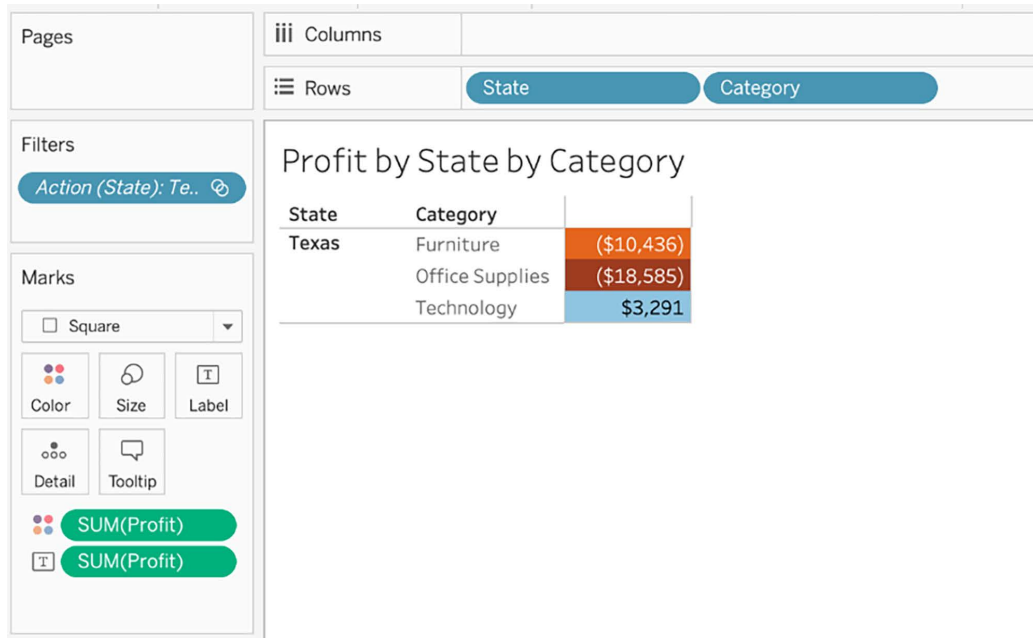 Pages
Columns
Rows
State
Category
Filters
Action (State): Te..
Profit by State by Category
State Category
Texas Furniture ($10,436)
Office Supplies ($18,585)
Technology $3,291
Marks
Square
Color Size T Label
Detail Tooltip
SUM(Profit)
T SUM(Profit)